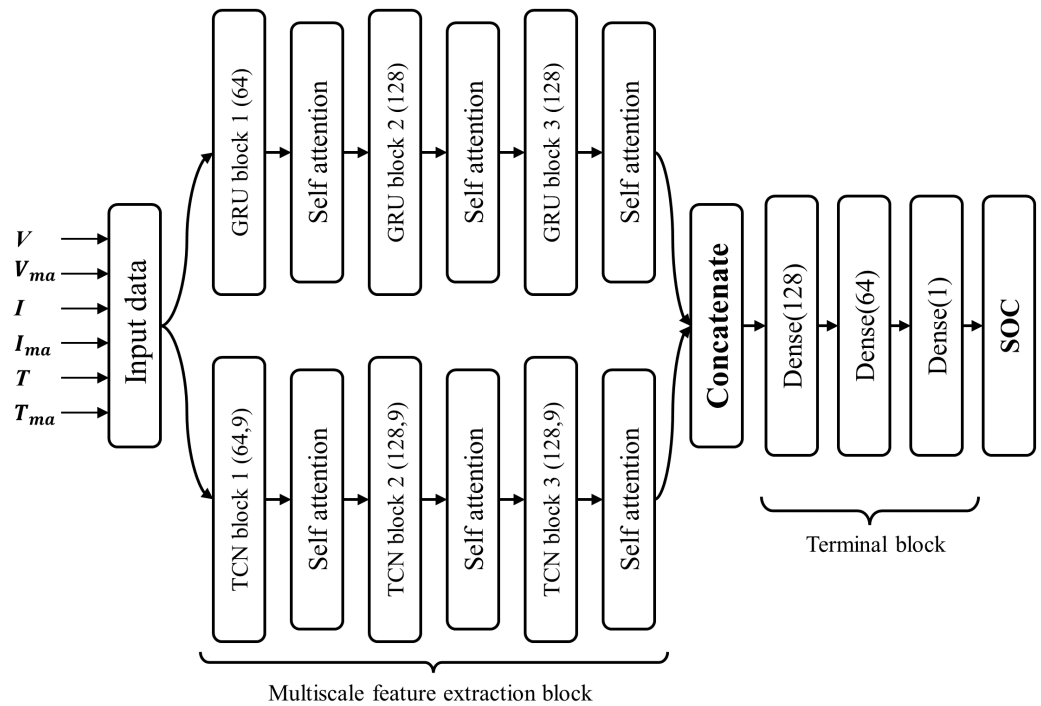 V
V_ma
I
I_ma
T
T_ma
Input data
GRU block 1 (64)
Self attention
GRU block 2 (128)
Self attention
GRU block 3 (128)
Self attention
TCN block 1 (64,9)
Self attention
TCN block 2 (128,9)
Self attention
TCN block 3 (128,9)
Self attention
Multiscale feature extraction block
Concatenate
Dense(128)
Dense(64)
Dense(1)
SOC
Terminal block